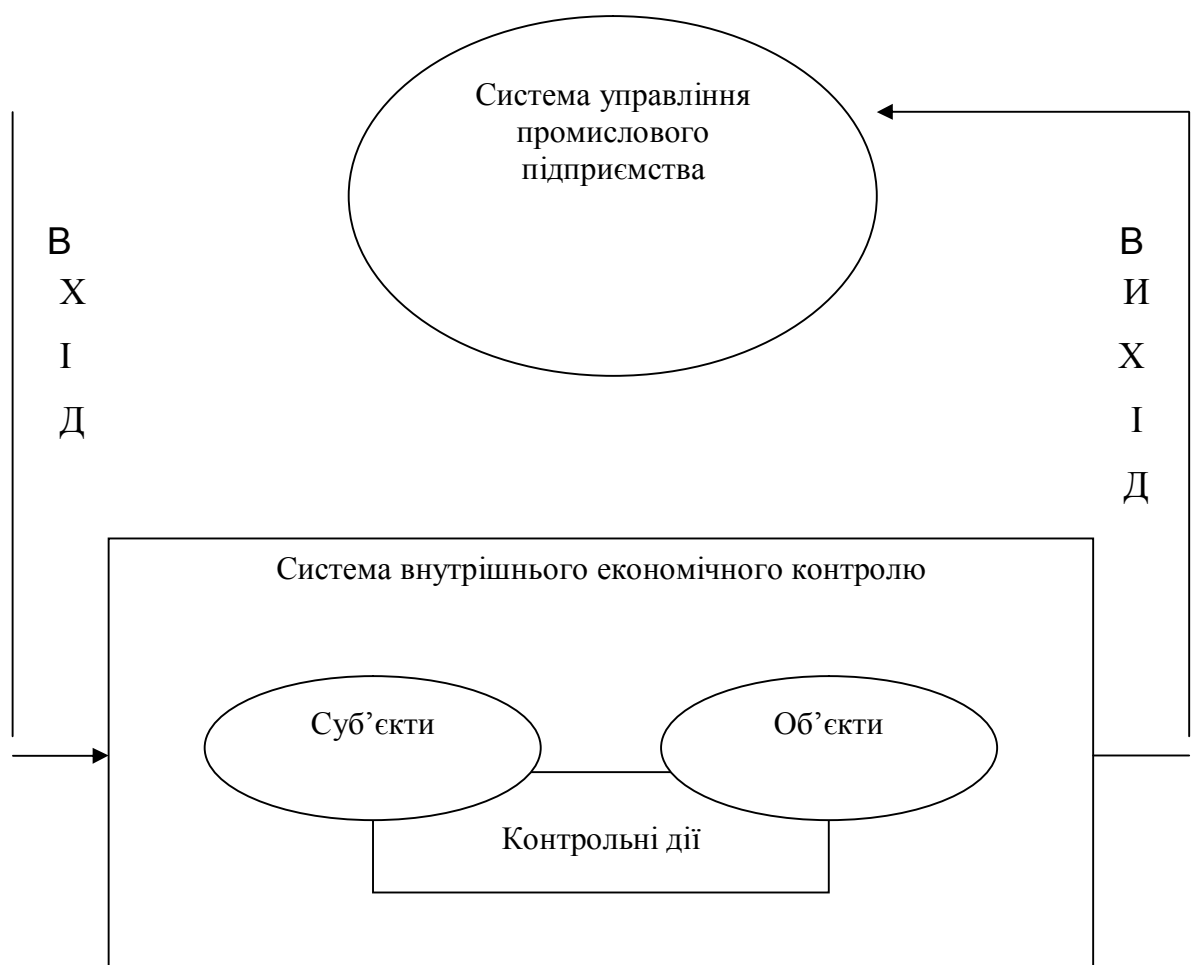 Система управління
промислового
підприємства
В
Х
І
Д
В
И
Х
І
Д
Система внутрішнього економічного контролю
Суб’єкти
Об’єкти
Контрольні дії